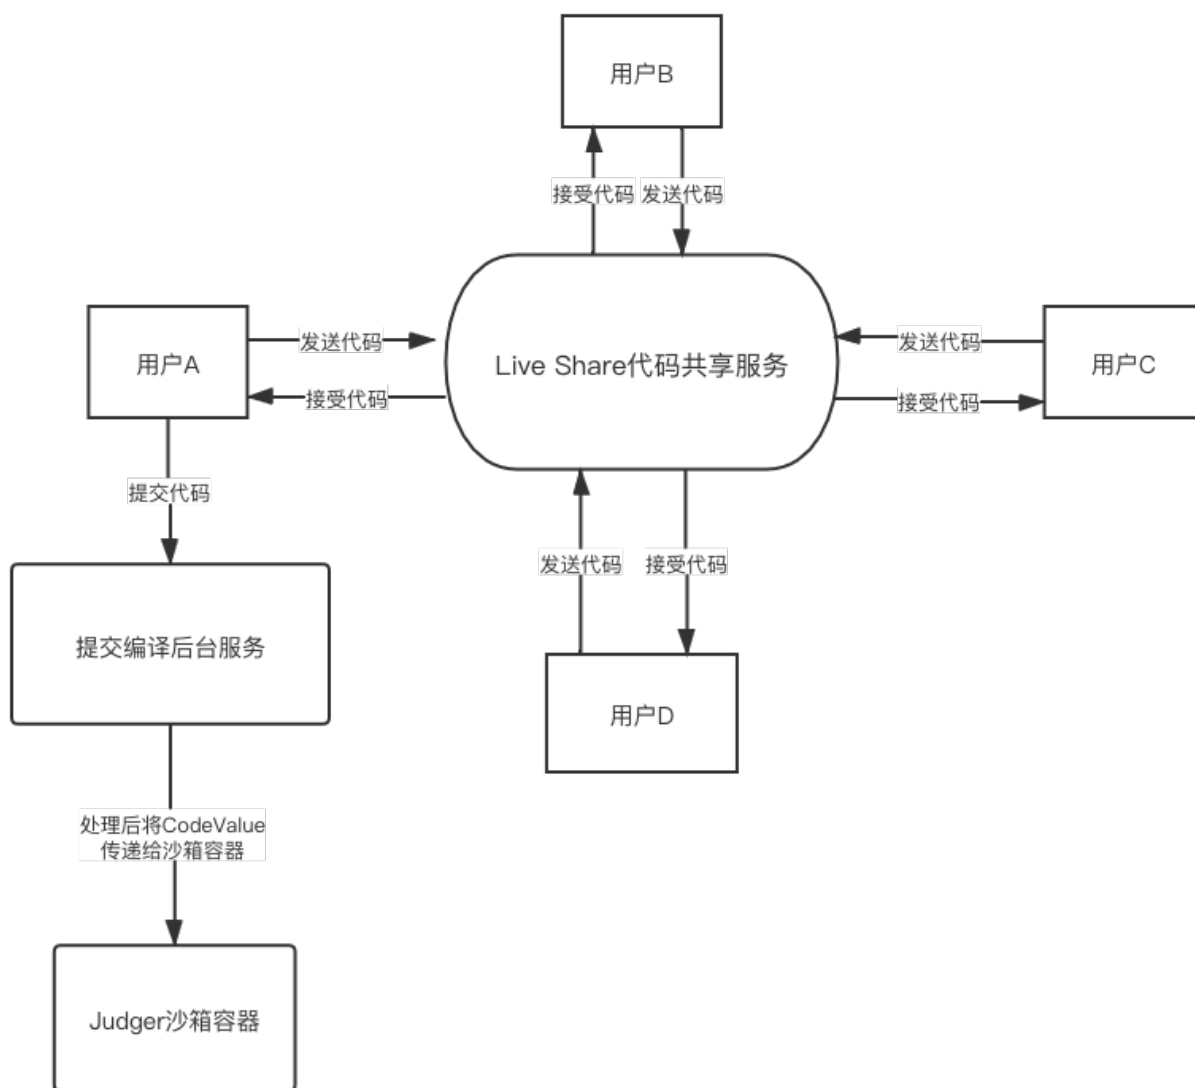 用户B
接受代码
发送代码
用户A
发送代码
接受代码
Live Share代码共享服务
发送代码
接受代码
用户C
提交代码
发送代码
接受代码
提交编译后台服务
用户D
处理后将CodeValue
传递给沙箱容器
Judger沙箱容器